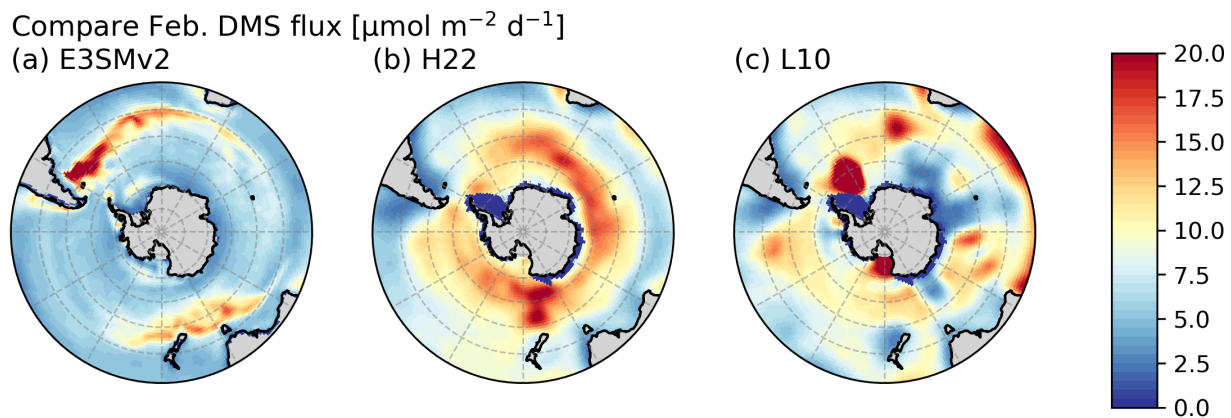 Compare Feb. DMS flux [μmol m⁻² d⁻¹]
(a) E3SMv2
(b) H22
(c) L10
20.0
17.5
15.0
12.5
10.0
7.5
5.0
2.5
0.0